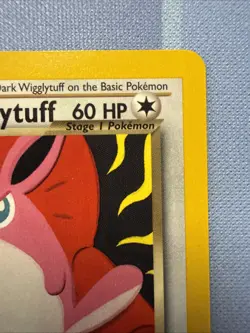 Dark Wigglytuff on the Basic Pokémon
ytuff 60 HP
Stage 1 Pokémon